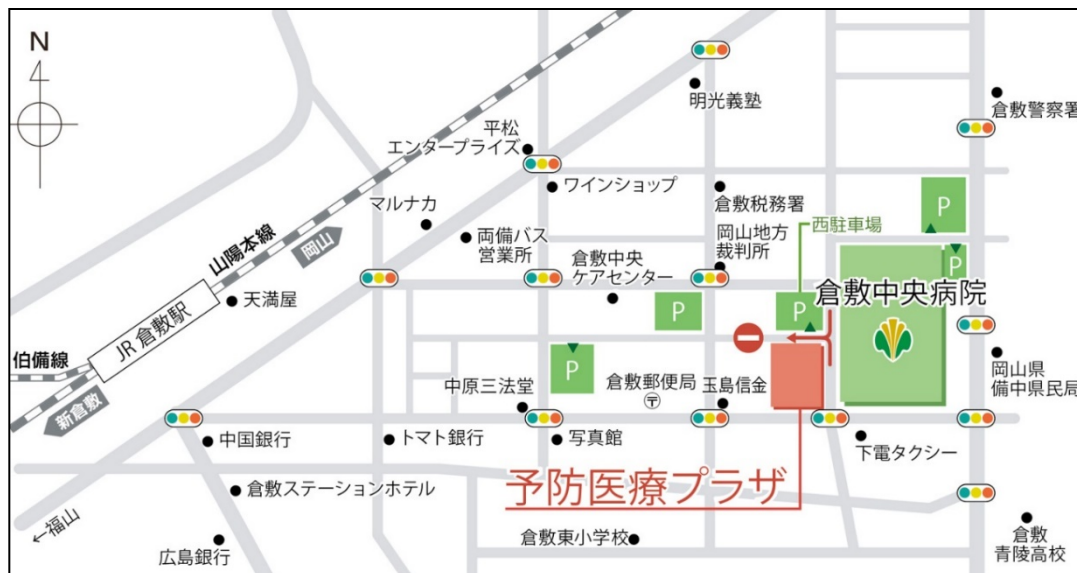 N
明光義塾
倉敷警察署
平松
エンタープライズ
ワインショップ
マルナカ
倉敷税務署
P
西駐車場
山陽本線
岡山
両備バス
営業所
岡山地方
裁判所
倉敷中央
ケアセンター
P
天満屋
P
P
倉敷中央病院
JR 倉敷駅
伯備線
新倉敷
P
岡山県
備中県民局
中原三法堂
倉敷郵便局
〒
玉島信金
中国銀行
トマト銀行
写真館
下電タクシー
予防医療プラザ
倉敷ステーションホテル
←福山
広島銀行
倉敷東小学校
倉敷
青陵高校